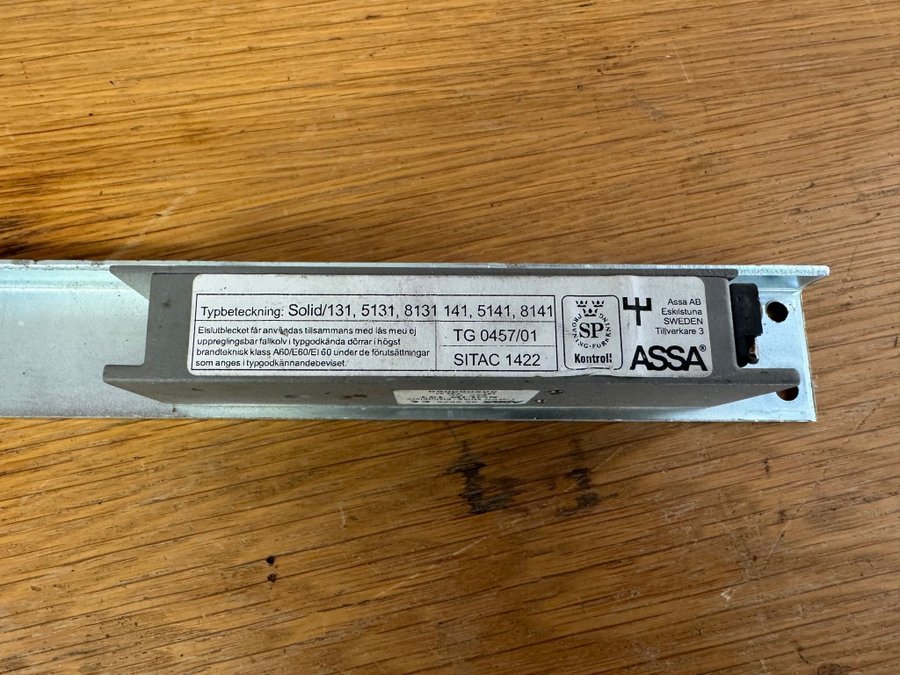 Typbeteckning: Solid/131, 5131, 8131 141, 5141, 8141
Elslutblecket får användas tillsammans med lås med ej
uppreglingsbar fallkolv i typgodkända dörrar i högst
brandteknisk klass A60/E60/EI 60 under de förutsättningar
som anges i typgodkännandebeviset.
TG 0457/01
SITAC 1422
PROVNING·FORSKNING
SP
Kontroll
Assa AB
Eskilstuna
SWEDEN
Tillverkare 3
ASSA